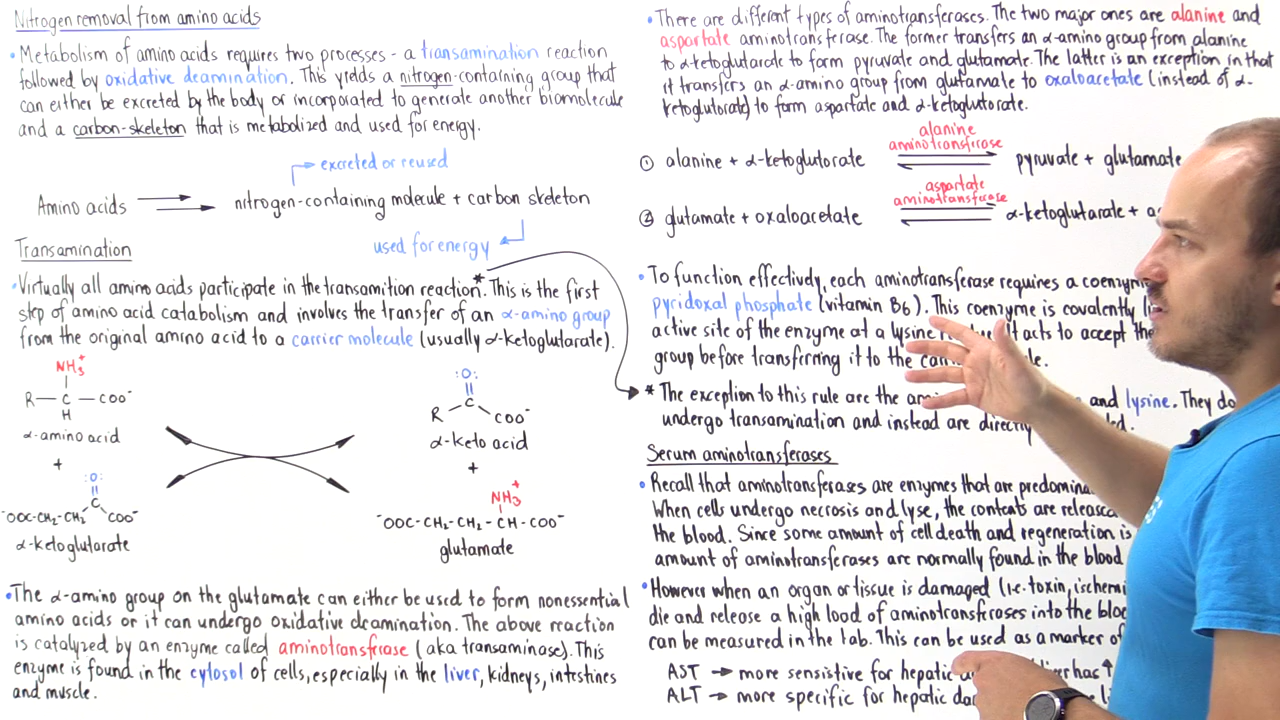 Nitrogen removal from amino acids
• Metabolism of amino acids requires two processes - a transamination reaction
followed by oxidative deamination. This yields a nitrogen-containing group that
can either be excreted by the body or incorporated to generate another biomolecule
and a carbon-skeleton that is metabolized and used for energy.
excreted or reused
Amino acids → → nitrogen-containing molecule + carbon skeleton
used for energy
Transamination
• Virtually all amino acids participate in the transamition reaction*. This is the first
step of amino acid catabolism and involves the transfer of an α-amino group
from the original amino acid to a carrier molecule (usually α-ketoglutarate).
NH3+
R — C — COO-
H
α-amino acid
+
:O:
-OOC-CH2-CH2 C COO-
α-ketoglutorate
:O:
R C COO-
α-keto acid
+
NH3+
-OOC-CH2-CH2-CH-COO-
glutamate
• The α-amino group on the glutamate can either be used to form nonessential
amino acids or it can undergo oxidative deamination. The above reaction
is catalyzed by an enzyme called aminotransferase (aka transaminase). This
enzyme is found in the cytosol of cells, especially in the liver, kidneys, intestines
and muscle.
• There are different types of aminotransferases. The two major ones are alanine and
aspartate aminotransferase. The former transfers an α-amino group from alanine
to α-ketoglutarate to form pyruvate and glutamate. The latter is an exception in that
it transfers an α-amino group from glutamate to oxaloacetate (instead of α-
ketoglutorate) to form aspartate and α-ketoglutorate.
alanine
aminotransferase
① alanine + α-ketoglutorate ⇌ pyruvate + glutamate
aspartate
aminotransferase
② glutamate + oxaloacetate ⇌ α-ketoglutarate +
• To function effectively, each aminotransferase requires a
pyridoxal phosphate (vitamin B6). This coenzyme is covalently
active site of the enzyme at a lysine It acts to accept the
group before transferring it to the
* The exception to this rule are the and lysine. They do
undergo transamination and instead are
Serum aminotransferases
• Recall that aminotransferases are enzymes that are
When cells undergo necrosis and lyse, the contents are
the blood. Since some amount of cell death and regeneration is
amount of aminotransferases are normally found in the blood
• However when an organ or tissue is damaged (i.e. toxin,
die and release a high load of aminotransferases into the
can be measured in the lab. This can be used as a marker of
AST → more sensistive for hepatic has ↑
ALT → more specific for hepatic